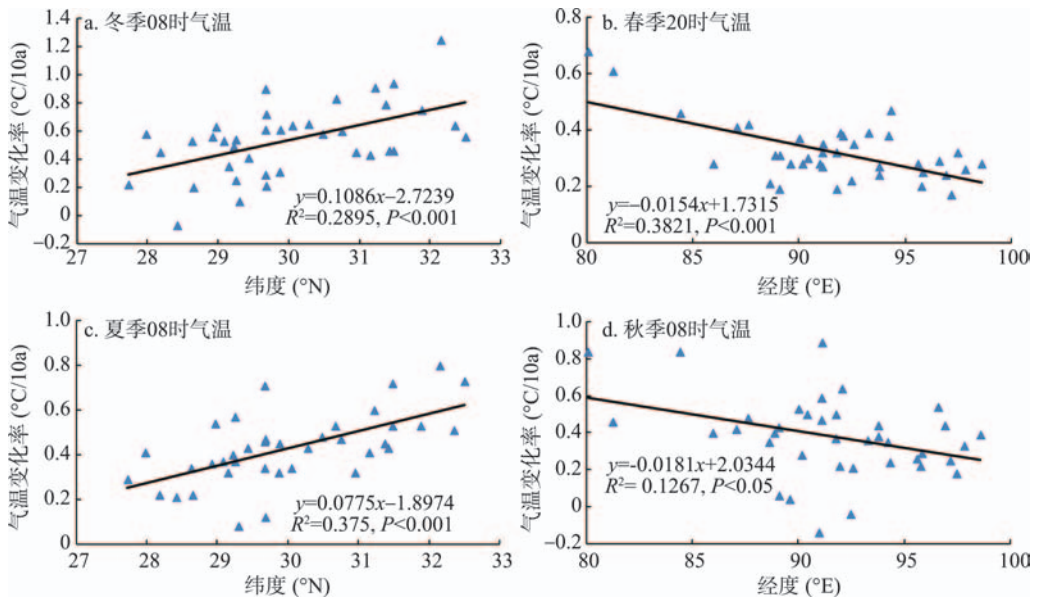 a. 冬季08时气温
气温变化率 (°C/10a)
1.4
1.2
1.0
0.8
0.6
0.4
0.2
0
−0.2
y=0.1086x−2.7239
R²=0.2895, P<0.001
27 28 29 30 31 32 33
纬度 (°N)
b. 春季20时气温
气温变化率 (°C/10a)
0.8
0.6
0.4
0.2
0
y=−0.0154x+1.7315
R²=0.3821, P<0.001
80 85 90 95 100
经度 (°E)
c. 夏季08时气温
气温变化率 (°C/10a)
1.0
0.8
0.6
0.4
0.2
0
y=0.0775x−1.8974
R²=0.375, P<0.001
27 28 29 30 31 32 33
纬度 (°N)
d. 秋季08时气温
气温变化率 (°C/10a)
1.0
0.8
0.6
0.4
0.2
0
−0.2
y=-0.0181x+2.0344
R²= 0.1267, P<0.05
80 85 90 95 100
经度 (°E)